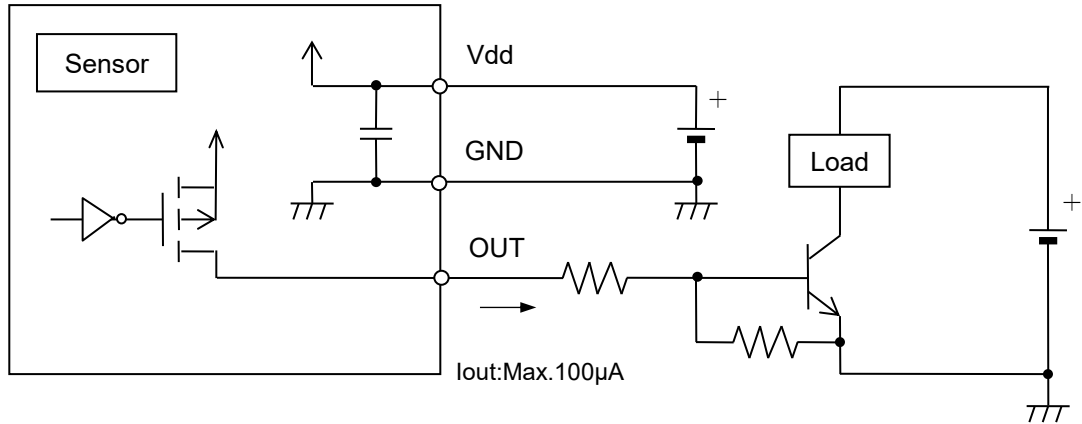 Vdd
Sensor
+
GND
Load
+
OUT
Iout:Max.100µA